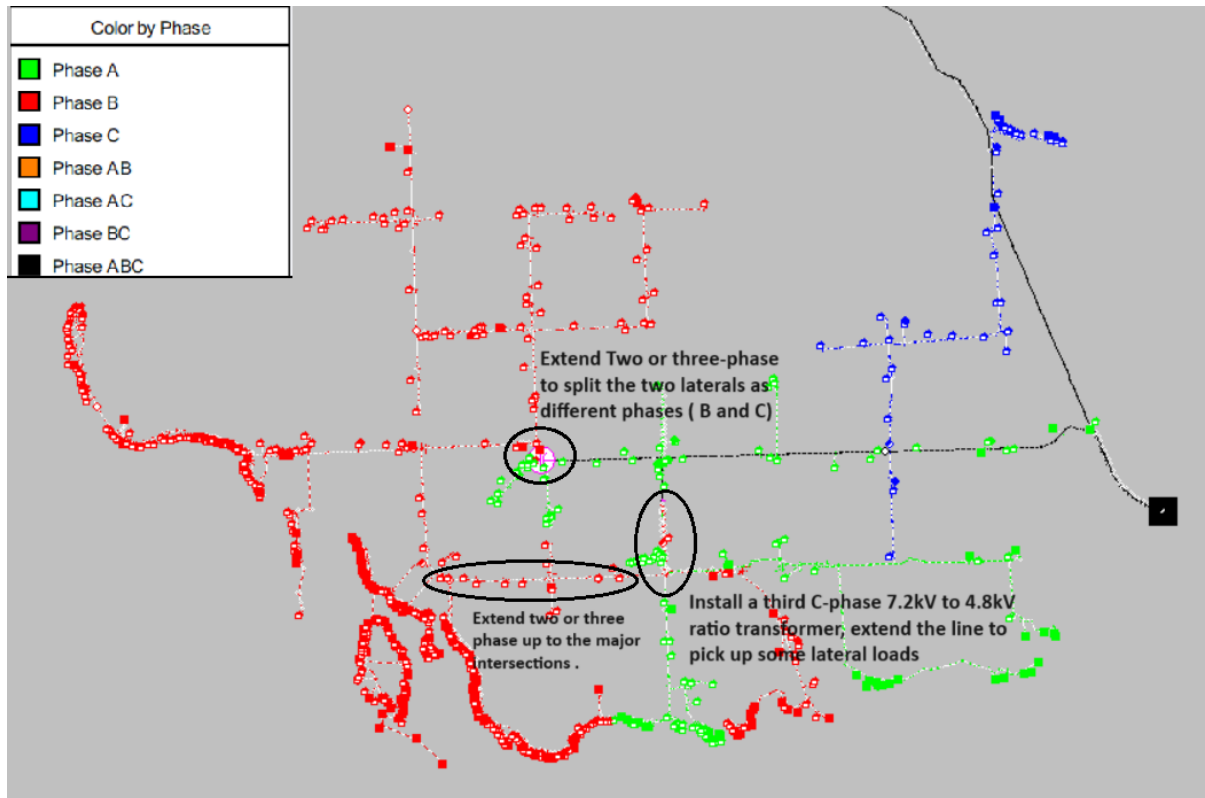 Color by Phase
Phase A
Phase B
Phase C
Phase AB
Phase AC
Phase BC
Phase ABC
Extend Two or three-phase
to split the two laterals as
different phases ( B and C)
Extend two or three
phase up to the major
intersections .
Install a third C-phase 7.2kV to 4.8kV
ratio transformer, extend the line to
pick up some lateral loads